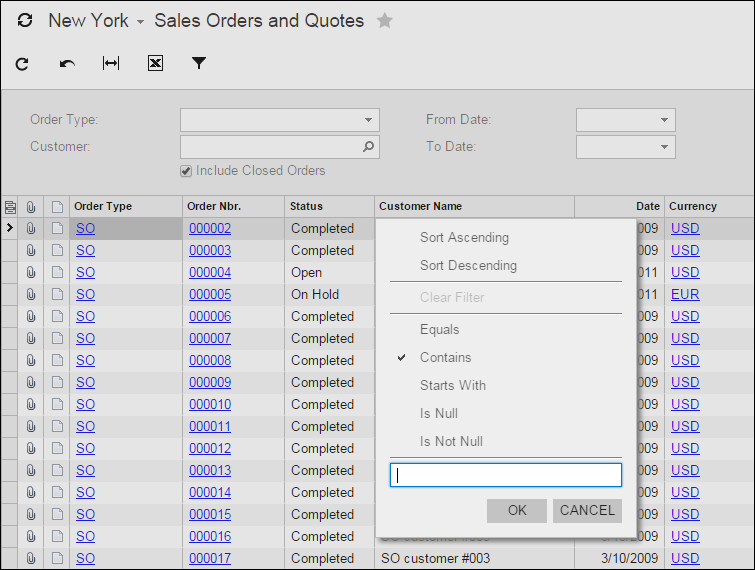 New York Sales Orders and Quotes
Order Type: From Date:
Customer: To Date:
Include Closed Orders
Order Type Order Nbr. Status Customer Name Date Currency
SO 000002 Completed 009 USD
Sort Ascending
SO 000003 Completed 009 USD
Sort Descending
SO 000004 Open 011 USD
SO 000005 On Hold Clear Filter 011 EUR
SO 000006 Completed 009 USD
Equals
SO 000007 Completed 009 USD
SO 000008 Completed Contains 009 USD
SO 000009 Completed Starts With 009 USD
SO 000010 Completed 009 USD
Is Null
SO 000011 Completed 009 USD
Is Not Null
SO 000012 Completed 009 USD
SO 000013 Completed 009 USD
SO 000014 Completed 009 USD
SO 000015 Completed OK CANCEL 009 USD
SO 000016 Completed 009 USD
SO 000017 Completed SO customer #003 3/10/2009 USD